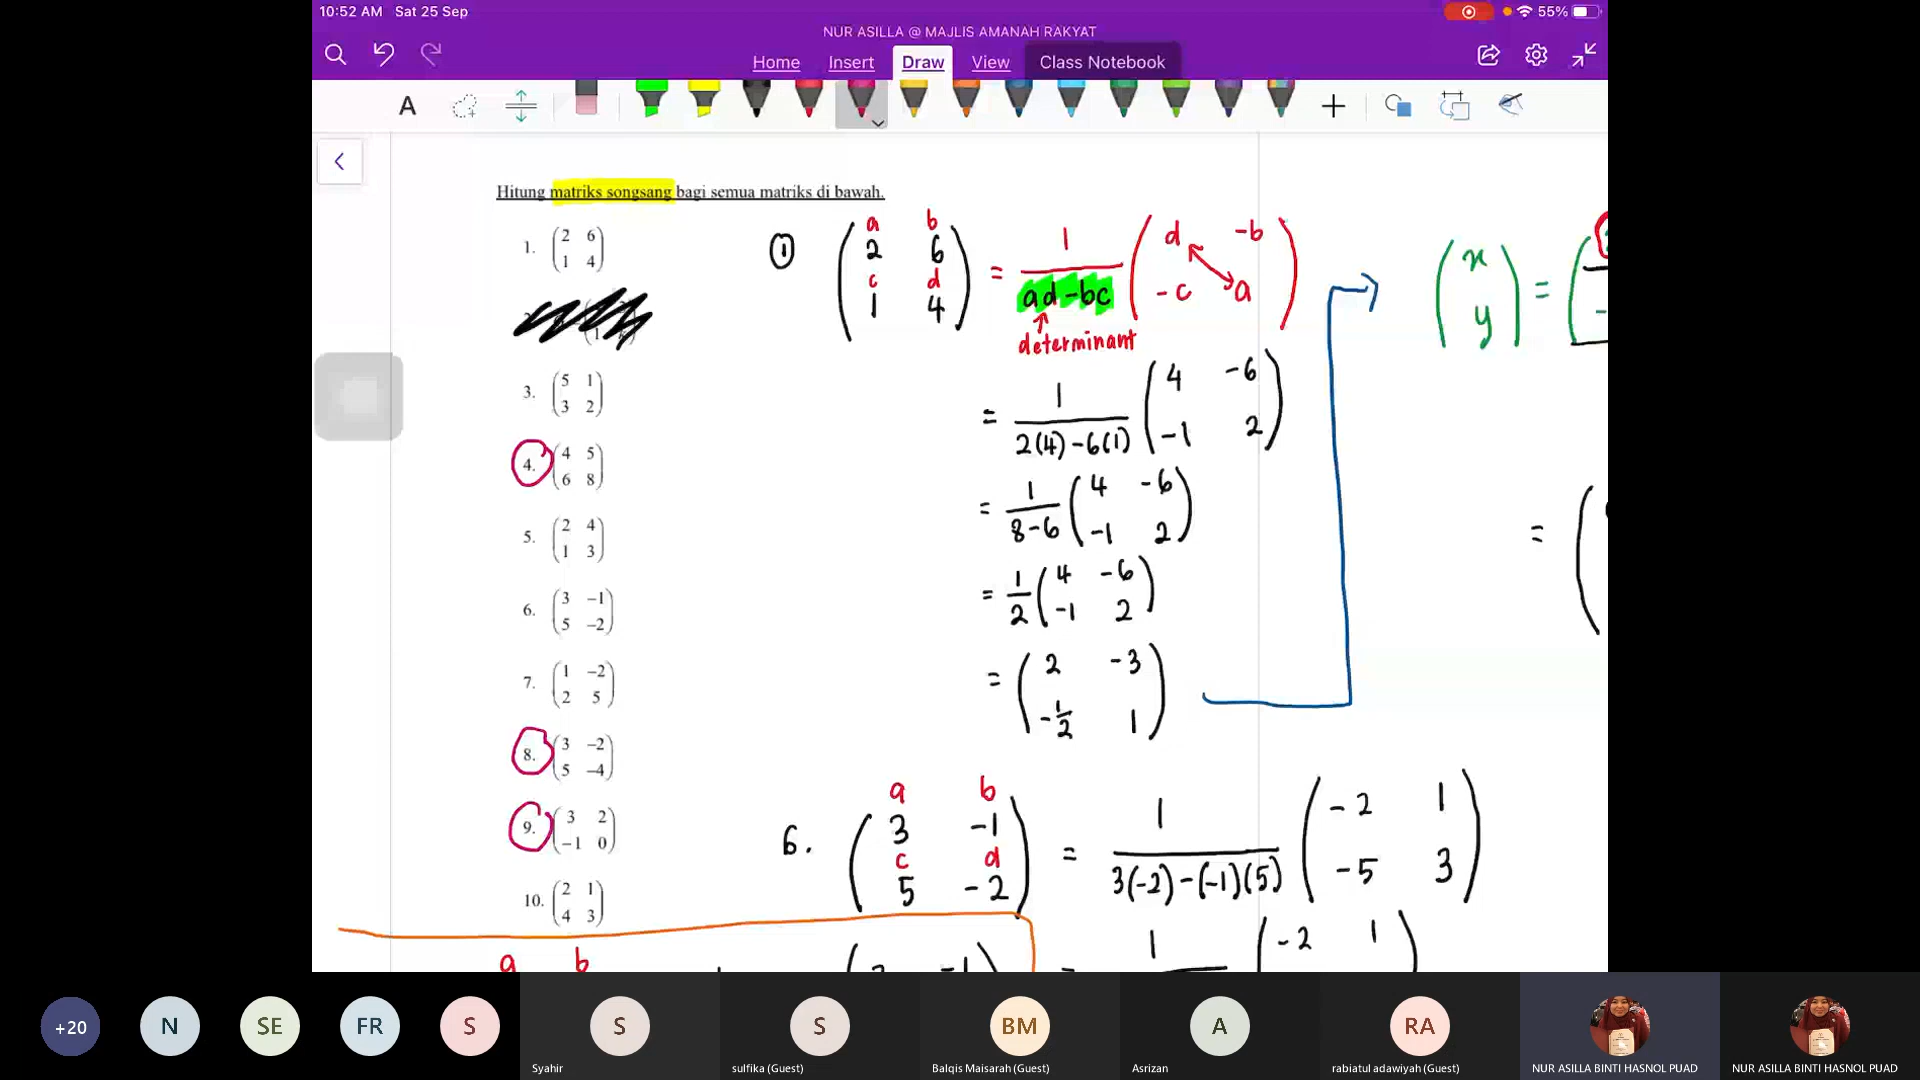 10:52 AM Sat 25 Sep
55%
NUR ASILLA @ MAJLIS AMANAH RAKYAT
Home Insert Draw View Class Notebook
A
Hitung matriks songsang bagi semua matriks di bawah.
1. (2 6
1 4)
3. (5 1
3 2)
4. (4 5
6 8)
5. (2 4
1 3)
6. (3 −1
5 −2)
7. (1 −2
2 5)
8. (3 −2
5 −4)
9. (3 2
−1 0)
10. (2 1
4 3)
a b
① (2 6
c d
1 4)
= 1 / ad - bc (d -b
-c a)
determinant
= 1 / 2(4) - 6(1) (4 -6
-1 2)
= 1 / 8 - 6 (4 -6
-1 2)
= 1/2 (4 -6
-1 2)
= (2 -3
-1/2 1)
(x
y) = (
= (
a b
6. (3 -1
c d
5 -2)
= 1 / 3(-2) - (-1)(5) (-2 1
-5 3)
1 (-2 1
a b
+20
N
SE
FR
S
S
Syahir
S
sulfika (Guest)
BM
Balqis Maisarah (Guest)
A
Asrizan
RA
rabiatul adawiyah (Guest)
NUR ASILLA BINTI HASNOL PUAD
NUR ASILLA BINTI HASNOL PUAD